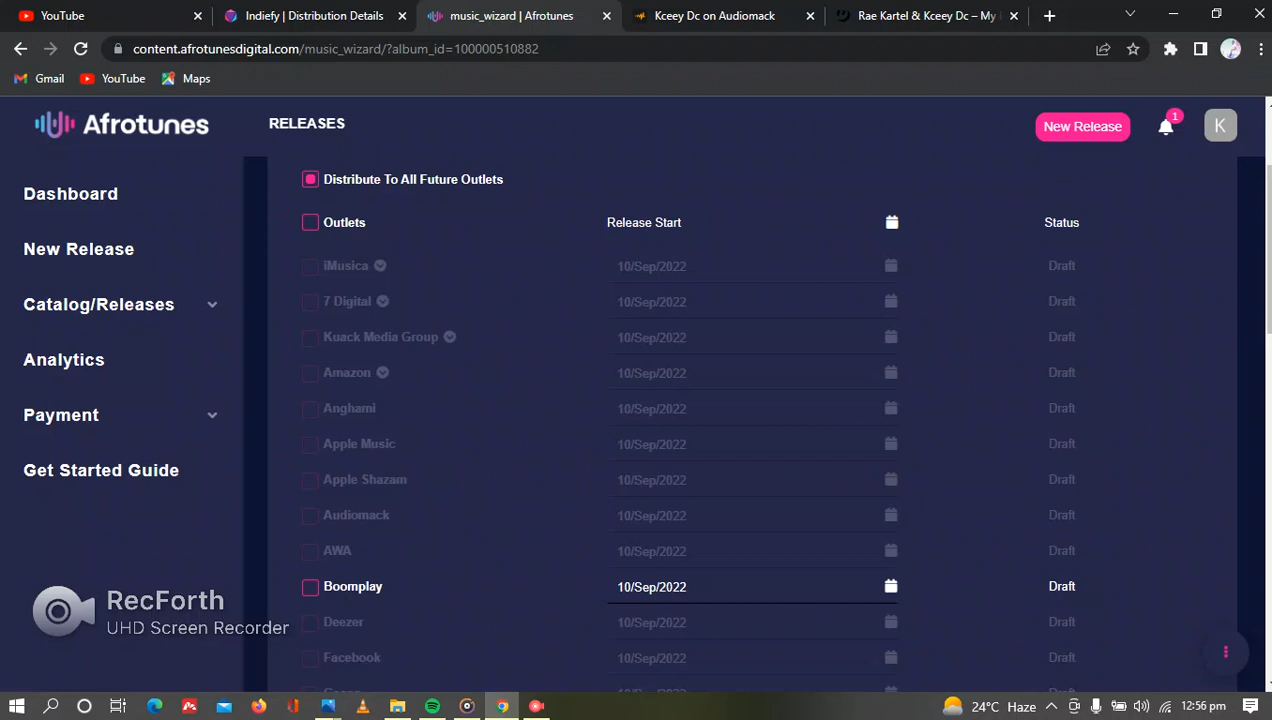 YouTube
Indiefy | Distribution Details
music_wizard | Afrotunes
Kceey Dc on Audiomack
Rae Kartel & Kceey Dc – My
content.afrotunesdigital.com/music_wizard/?album_id=100000510882
Gmail
YouTube
Maps
Afrotunes
RELEASES
New Release
1
K
Dashboard
New Release
Catalog/Releases
Analytics
Payment
Get Started Guide
Distribute To All Future Outlets
Outlets Release Start Status
iMusica 10/Sep/2022 Draft
7 Digital 10/Sep/2022 Draft
Kuack Media Group 10/Sep/2022 Draft
Amazon 10/Sep/2022 Draft
Anghami 10/Sep/2022 Draft
Apple Music 10/Sep/2022 Draft
Apple Shazam 10/Sep/2022 Draft
Audiomack 10/Sep/2022 Draft
AWA 10/Sep/2022 Draft
Boomplay 10/Sep/2022 Draft
Deezer 10/Sep/2022 Draft
Facebook 10/Sep/2022 Draft
RecForth
UHD Screen Recorder
24°C Haze
12:56 pm